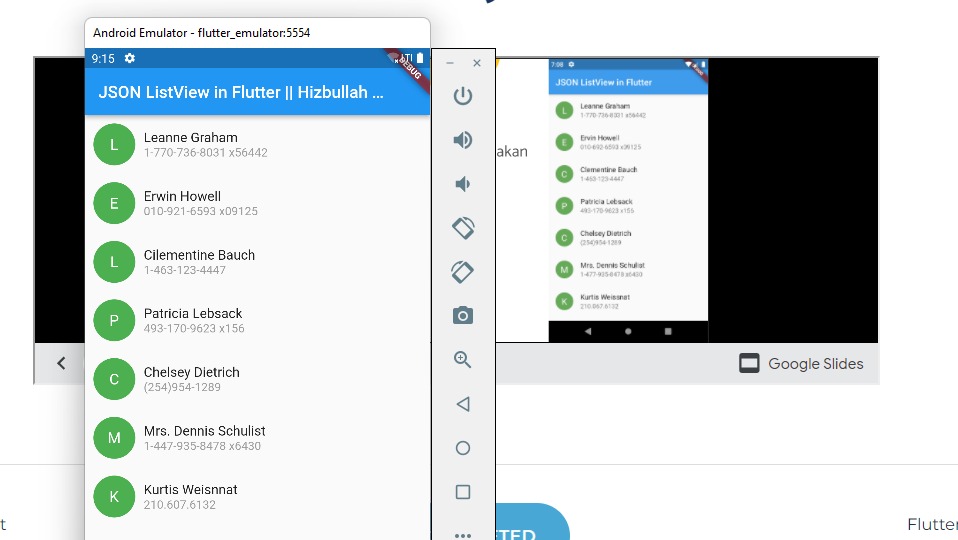 Android Emulator - flutter_emulator:5554
9:15
DEBUG
JSON ListView in Flutter || Hizbullah ...
L
Leanne Graham
1-770-736-8031 x56442
E
Erwin Howell
010-921-6593 x09125
L
Cilementine Bauch
1-463-123-4447
P
Patricia Lebsack
493-170-9623 x156
C
Chelsey Dietrich
(254)954-1289
M
Mrs. Dennis Schulist
1-447-935-8478 x6430
K
Kurtis Weisnnat
210.607.6132
akan
7:08
JSON ListView in Flutter
L
Leanne Graham
1-770-736-8031 x56442
E
Ervin Howell
010-692-6593 x09125
C
Clementine Bauch
1-463-123-4447
P
Patricia Lebsack
493-170-9623 x156
C
Chelsey Dietrich
(254)954-1289
M
Mrs. Dennis Schulist
1-477-935-8478 x6430
K
Kurtis Weissnat
210.067.6132
Google Slides
t
TED
Flutter